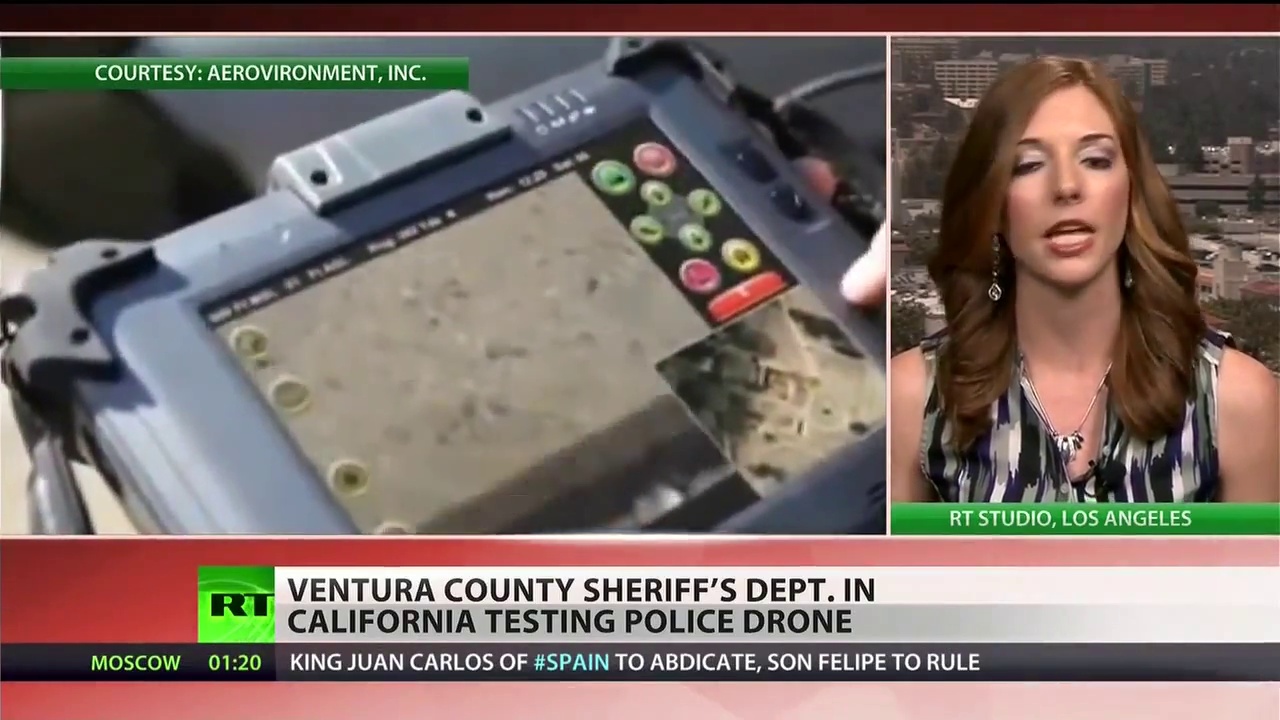 COURTESY: AEROVIRONMENT, INC.
RT STUDIO, LOS ANGELES
RT
VENTURA COUNTY SHERIFF'S DEPT. IN
CALIFORNIA TESTING POLICE DRONE
MOSCOW 01:20 KING JUAN CARLOS OF #SPAIN TO ABDICATE, SON FELIPE TO RULE